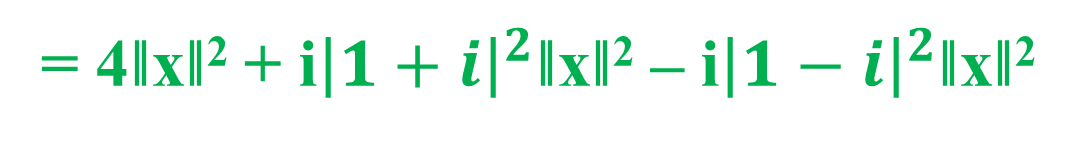 = 4‖x‖² + i|1 + i|²‖x‖² – i|1 − i|²‖x‖²